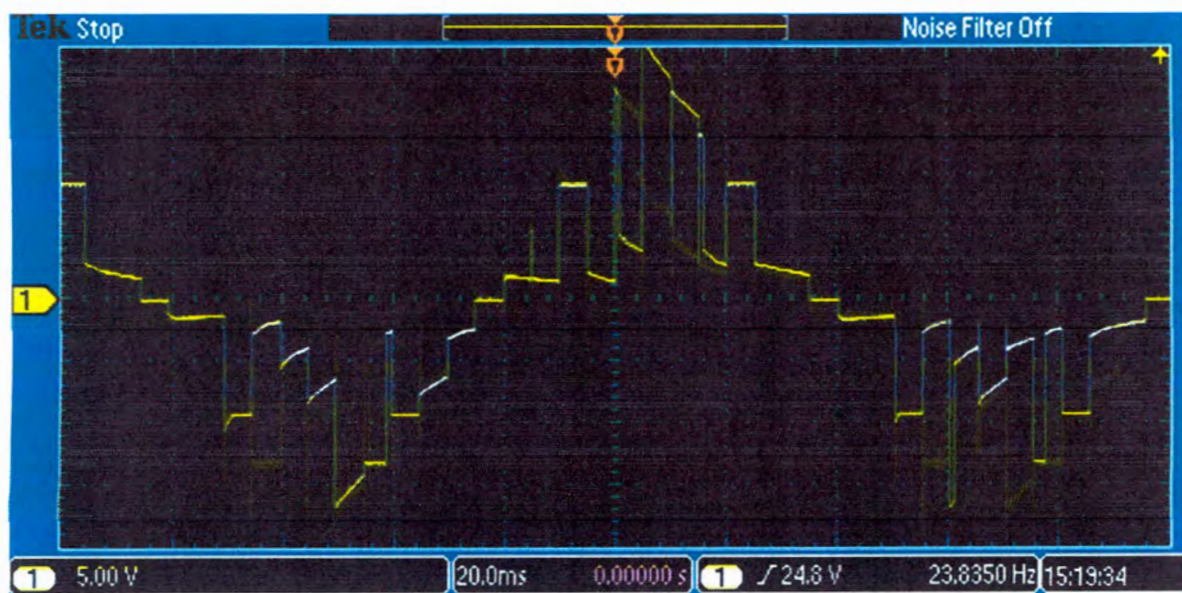 Tek Stop Noise Filter Off
1
1 5.00 V 20.0ms 0.00000 s 1 24.8 V 23.8350 Hz 15:19:34